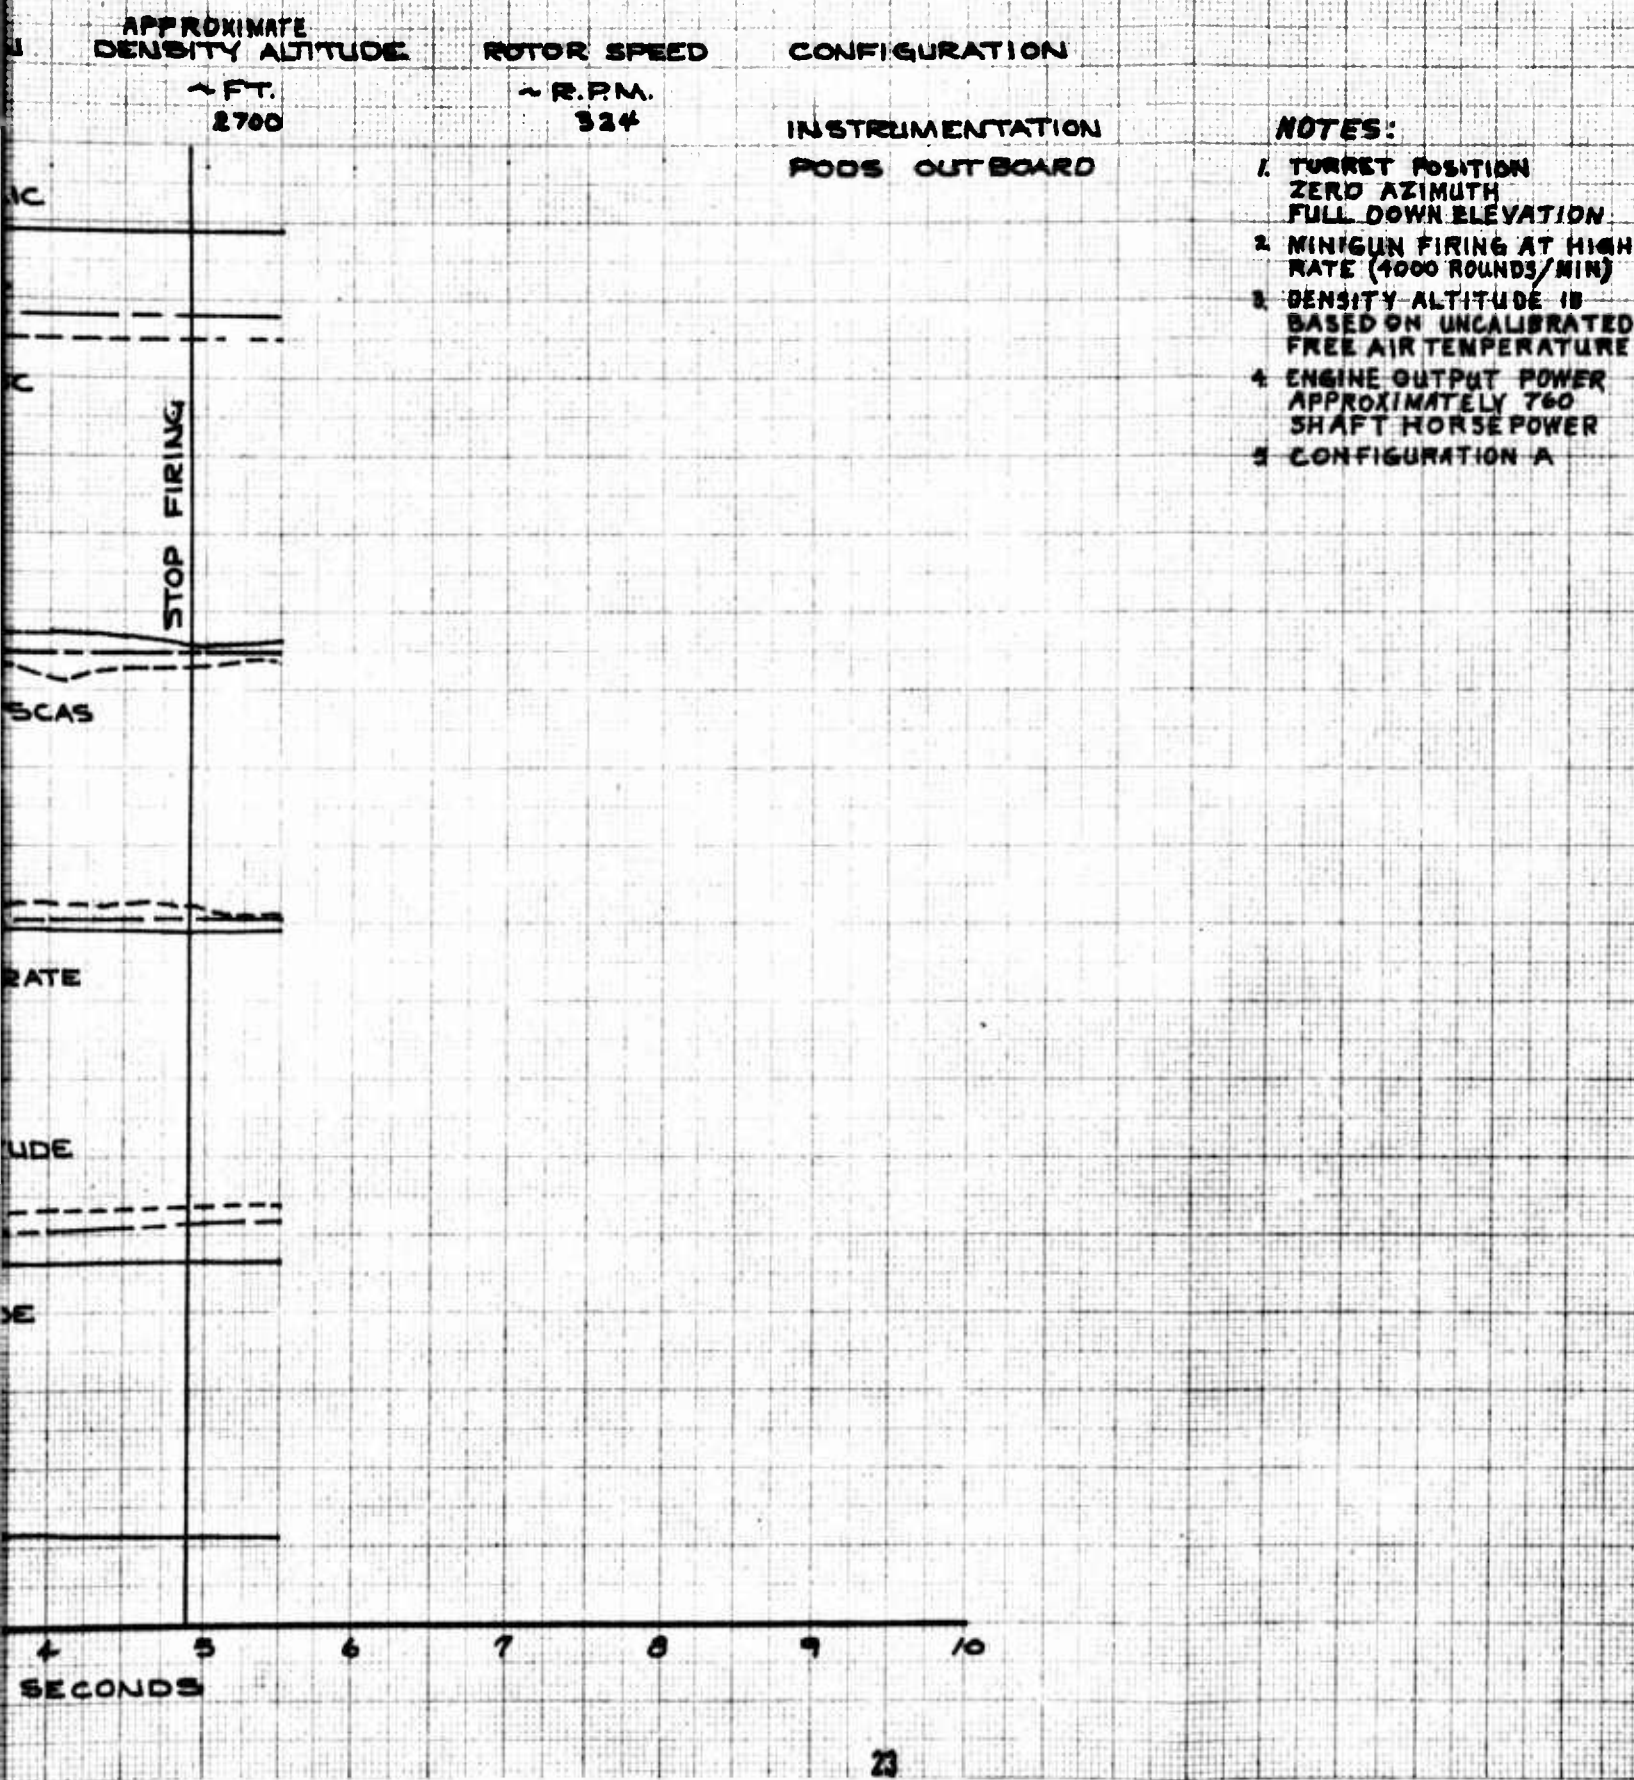 APPROXIMATE
DENSITY ALTITUDE ROTOR SPEED CONFIGURATION
~ FT. ~ R.P.M.
2700 324
INSTRUMENTATION
PODS OUTBOARD
NOTES:
1. TURRET POSITION
ZERO AZIMUTH
FULL DOWN ELEVATION
2. MINIGUN FIRING AT HIGH
RATE (4000 ROUNDS/MIN)
3. DENSITY ALTITUDE IS
BASED ON UNCALIBRATED
FREE AIR TEMPERATURE
4. ENGINE OUTPUT POWER
APPROXIMATELY 760
SHAFT HORSEPOWER
5 CONFIGURATION A
IC
C
STOP FIRING
SCAS
RATE
UDE
DE
4 5 6 7 8 9 10
SECONDS
23